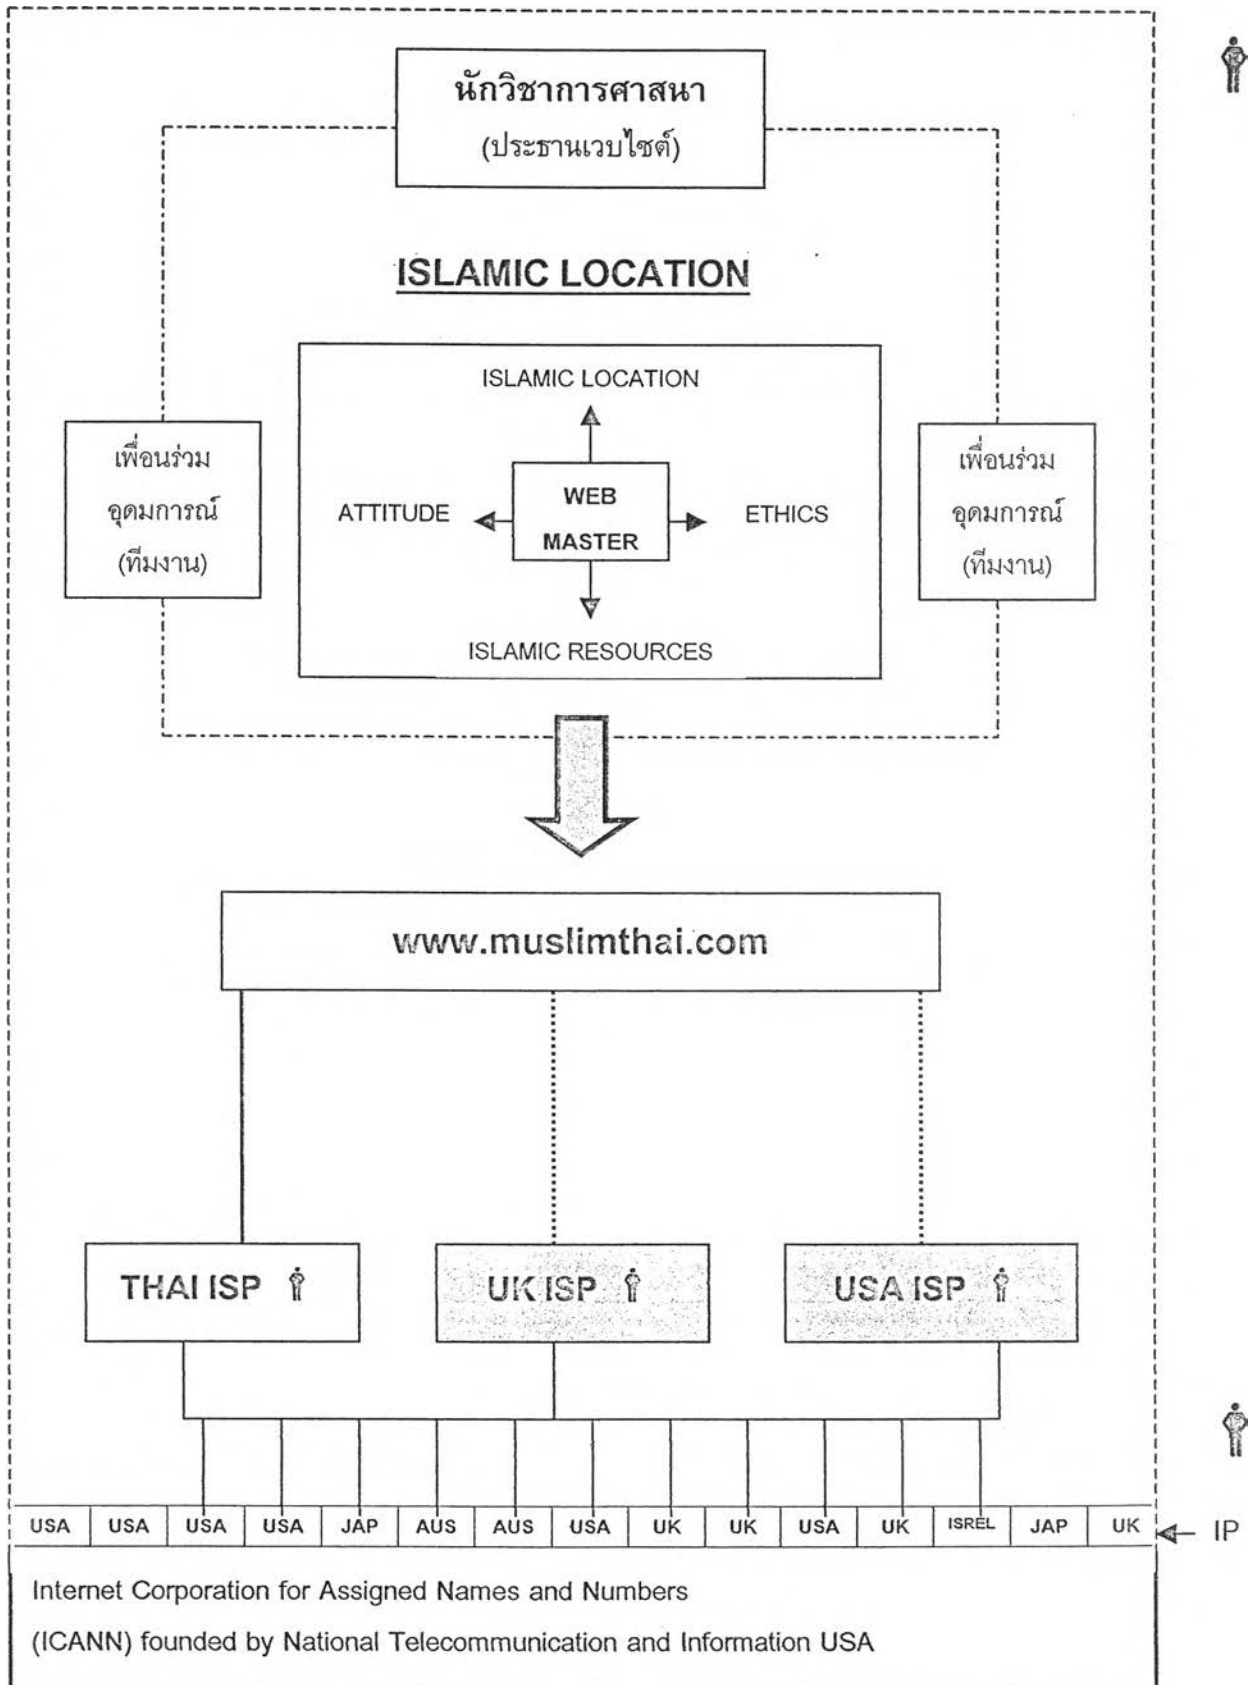 นักวิชาการศาสนา
(ประธานเวบไซต์)
ISLAMIC LOCATION
ISLAMIC LOCATION
เพื่อนร่วม
อุดมการณ์
(ทีมงาน)
ATTITUDE
WEB
MASTER
ETHICS
เพื่อนร่วม
อุดมการณ์
(ทีมงาน)
ISLAMIC RESOURCES
www.muslimthai.com
THAI ISP
UK ISP
USA ISP
USA USA USA USA JAP AUS AUS USA UK UK USA UK ISREL JAP UK
IP
Internet Corporation for Assigned Names and Numbers
(ICANN) founded by National Telecommunication and Information USA